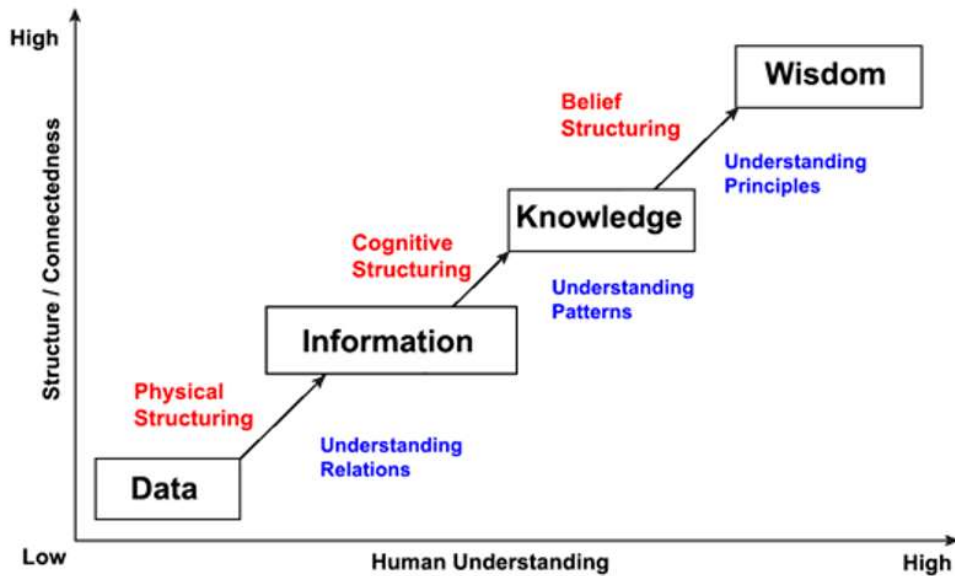 High
Wisdom
Belief
Structuring
Understanding
Principles
Knowledge
Cognitive
Structuring
Understanding
Patterns
Structure / Connectedness
Information
Physical
Structuring
Understanding
Relations
Data
Low
Human Understanding
High